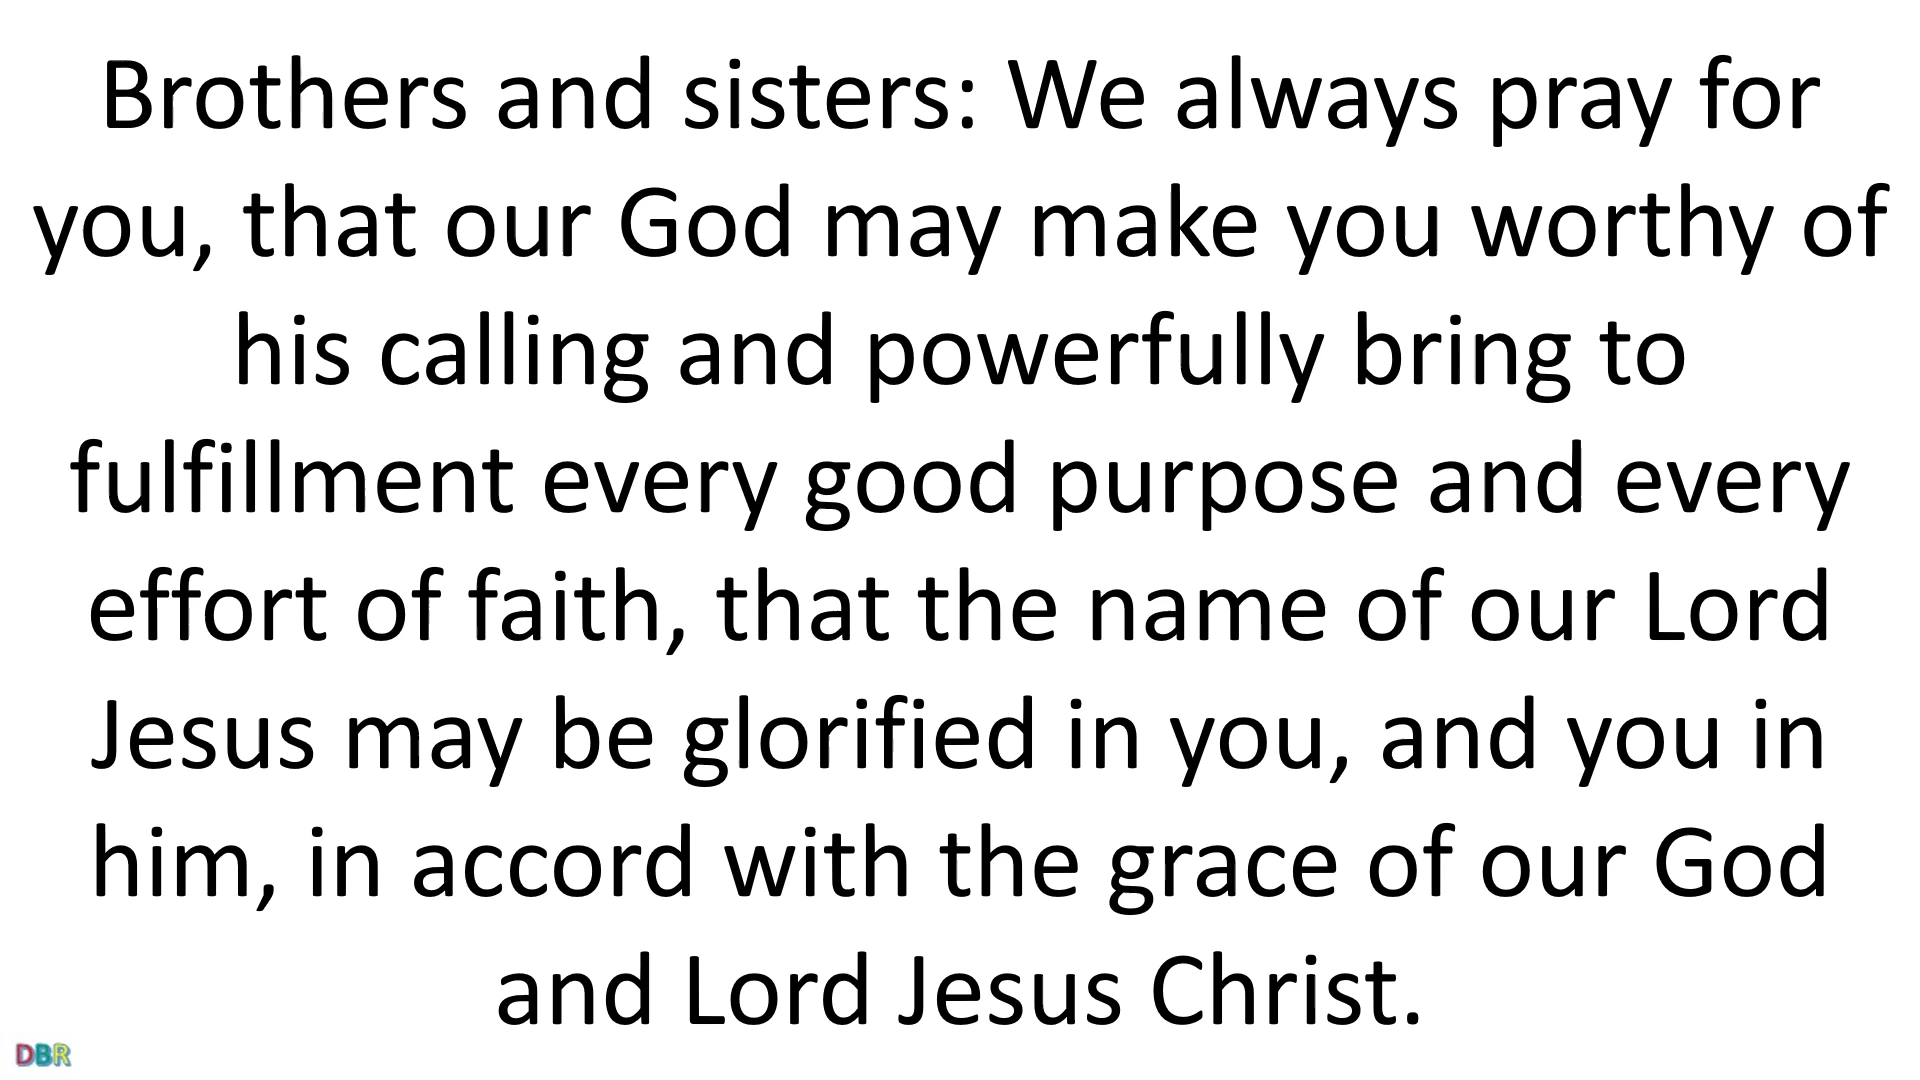 Brothers and sisters: We always pray for
you, that our God may make you worthy of
his calling and powerfully bring to
fulfillment every good purpose and every
effort of faith, that the name of our Lord
Jesus may be glorified in you, and you in
him, in accord with the grace of our God
and Lord Jesus Christ.
DBR